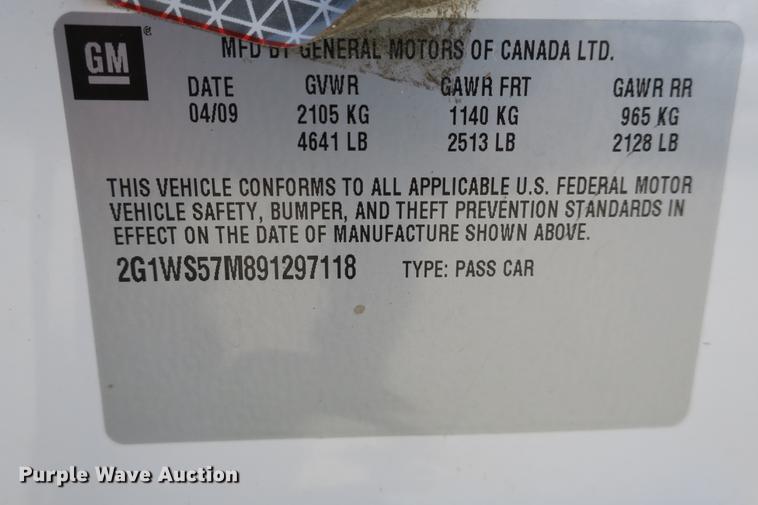 GM
MFD BY GENERAL MOTORS OF CANADA LTD.
DATE GVWR GAWR FRT GAWR RR
04/09 2105 KG 1140 KG 965 KG
4641 LB 2513 LB 2128 LB
THIS VEHICLE CONFORMS TO ALL APPLICABLE U.S. FEDERAL MOTOR
VEHICLE SAFETY, BUMPER, AND THEFT PREVENTION STANDARDS IN
EFFECT ON THE DATE OF MANUFACTURE SHOWN ABOVE.
2G1WS57M891297118 TYPE: PASS CAR
Purple Wave Auction